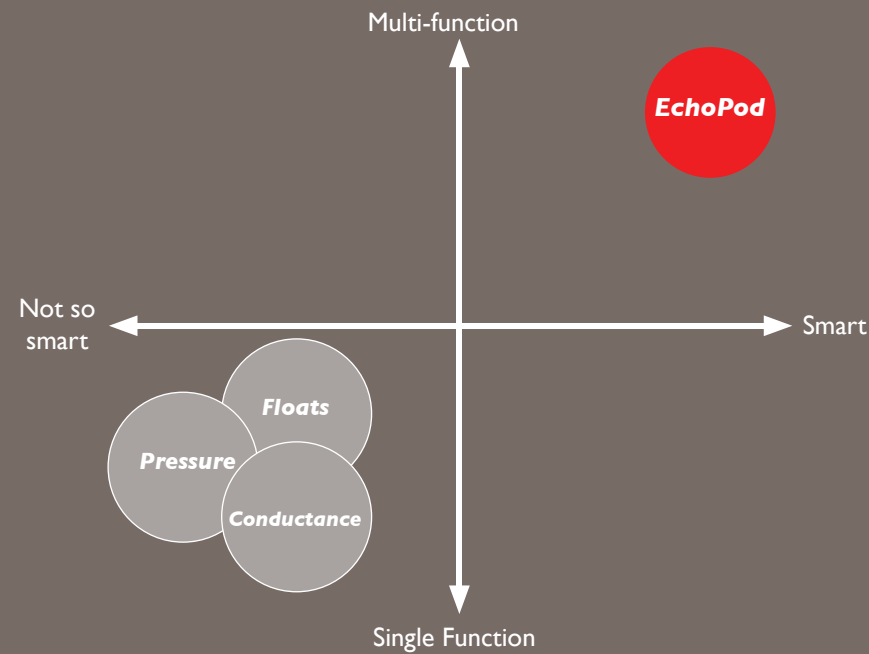 Multi-function
EchoPod
Not so
smart
Smart
Floats
Pressure
Conductance
Single Function